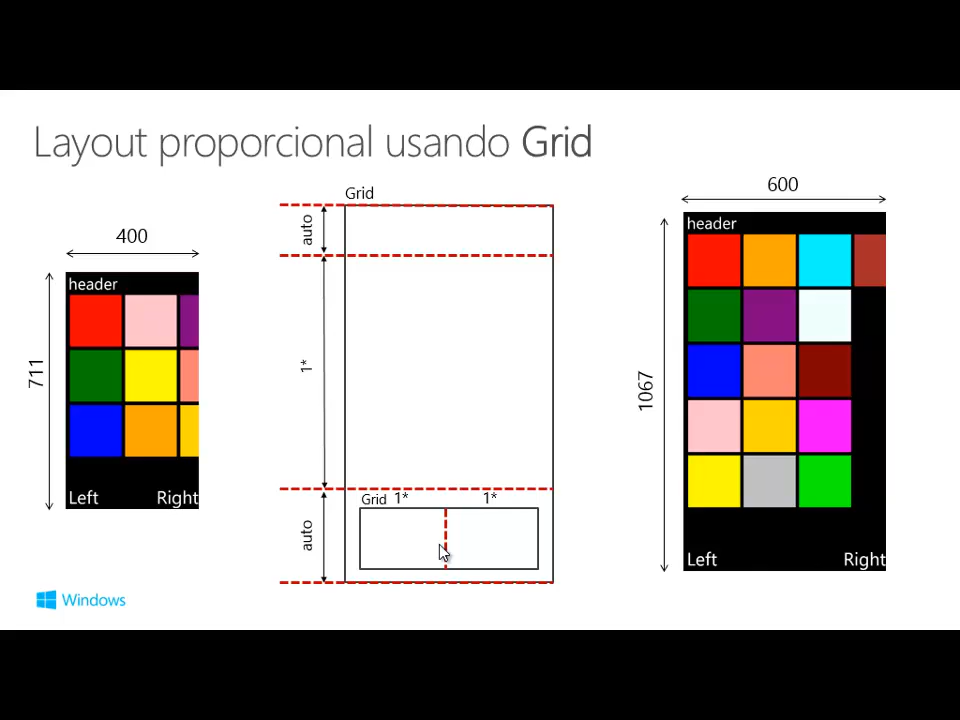 Layout proporcional usando Grid
400
711
header
Left Right
Grid
auto
1*
auto
Grid 1* 1*
600
1067
header
Left Right
Windows